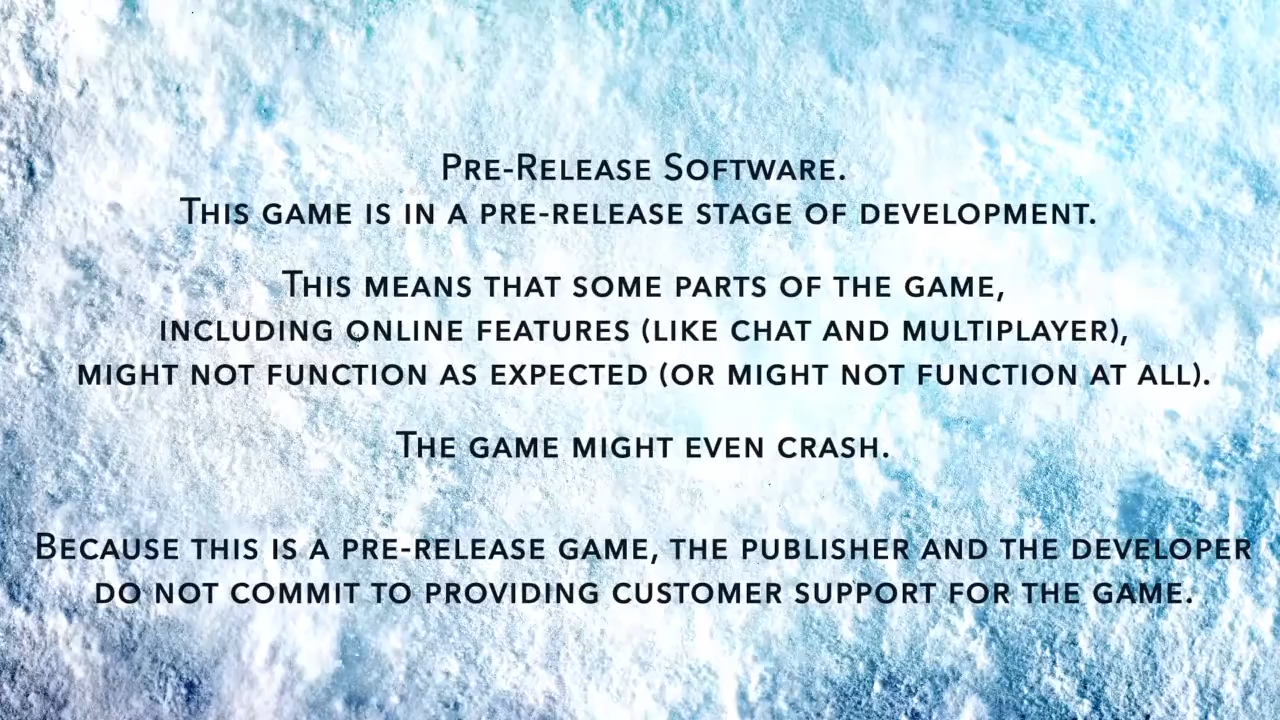 Pre-Release Software.
This game is in a pre-release stage of development.
This means that some parts of the game,
including online features (like chat and multiplayer),
might not function as expected (or might not function at all).
The game might even crash.
Because this is a pre-release game, the publisher and the developer
do not commit to providing customer support for the game.